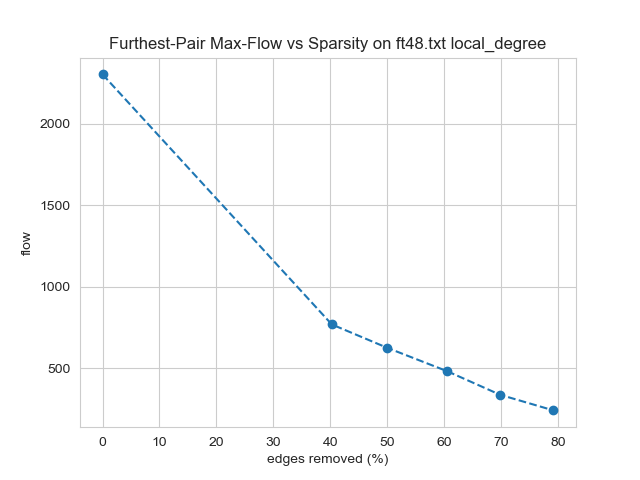 Furthest-Pair Max-Flow vs Sparsity on ft48.txt local_degree
2000
1500
1000
500
flow
0 10 20 30 40 50 60 70 80
edges removed (%)